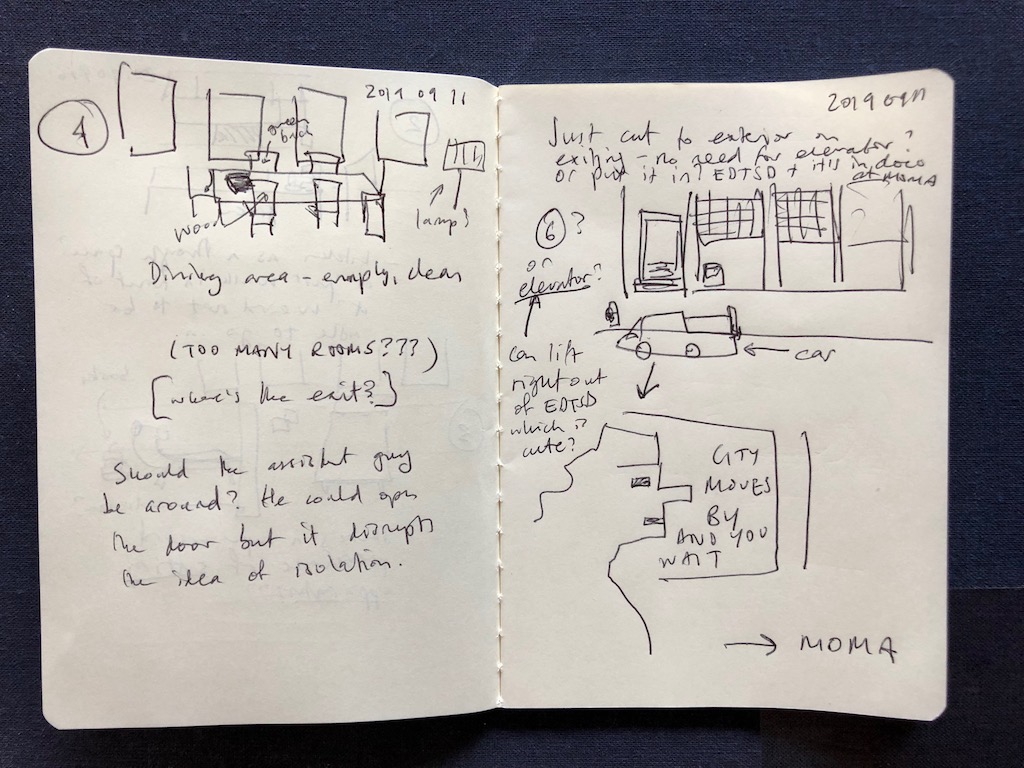 4
2019 09 11
green
bench
lamp?
wood
Dining area - empty, clean
(TOO MANY ROOMS???)
[where's the exit?]
Should the assistant guy
be around? He could open
the door but it disrupts
the idea of isolation.
2019 09 11
Just cut to exterior on
exiting - no need for elevator?
or put it in? EDTSD + it's in doco
at MOMA
6?
or
elevator?
can lift
right out
of EDTSD
which is
cute?
?
car
CITY
MOVES
BY
AND YOU
WAIT
→ MOMA